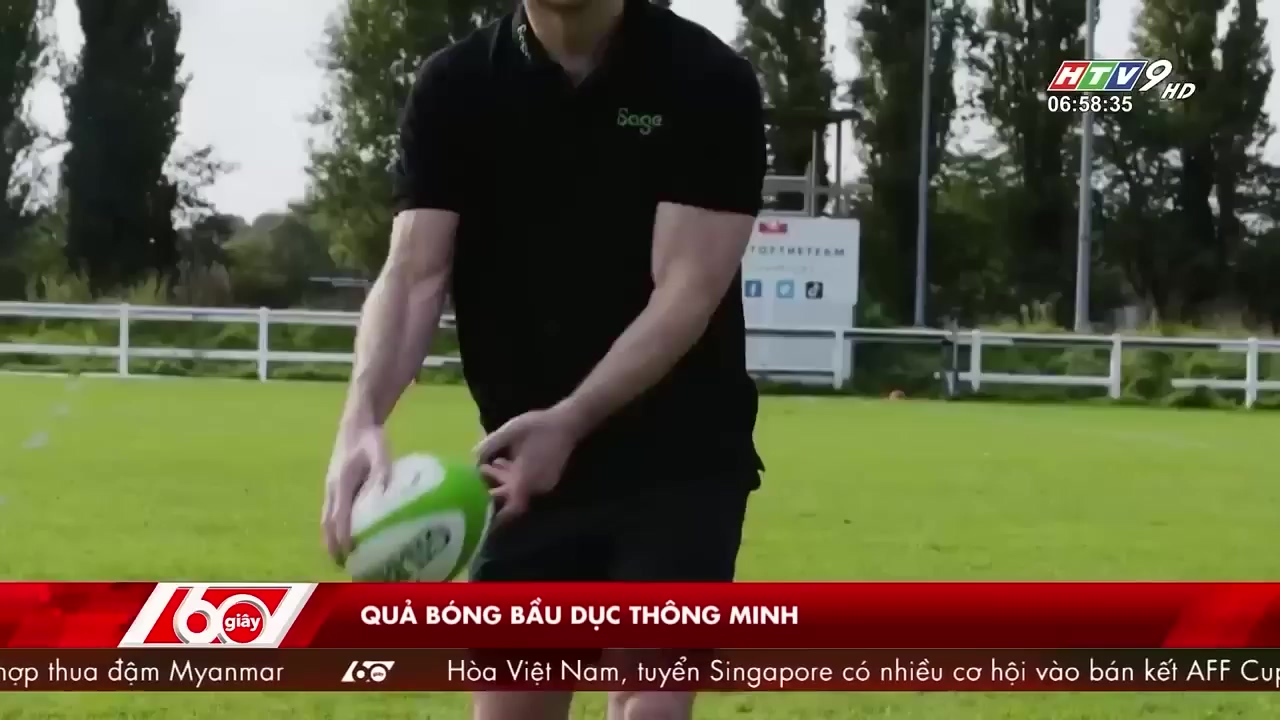 HTV9 HD
06:58:35
Sage
60 giây
QUẢ BÓNG BẦU DỤC THÔNG MINH
hợp thua đậm Myanmar
60 giây
Hòa Việt Nam, tuyển Singapore có nhiều cơ hội vào bán kết AFF Cup